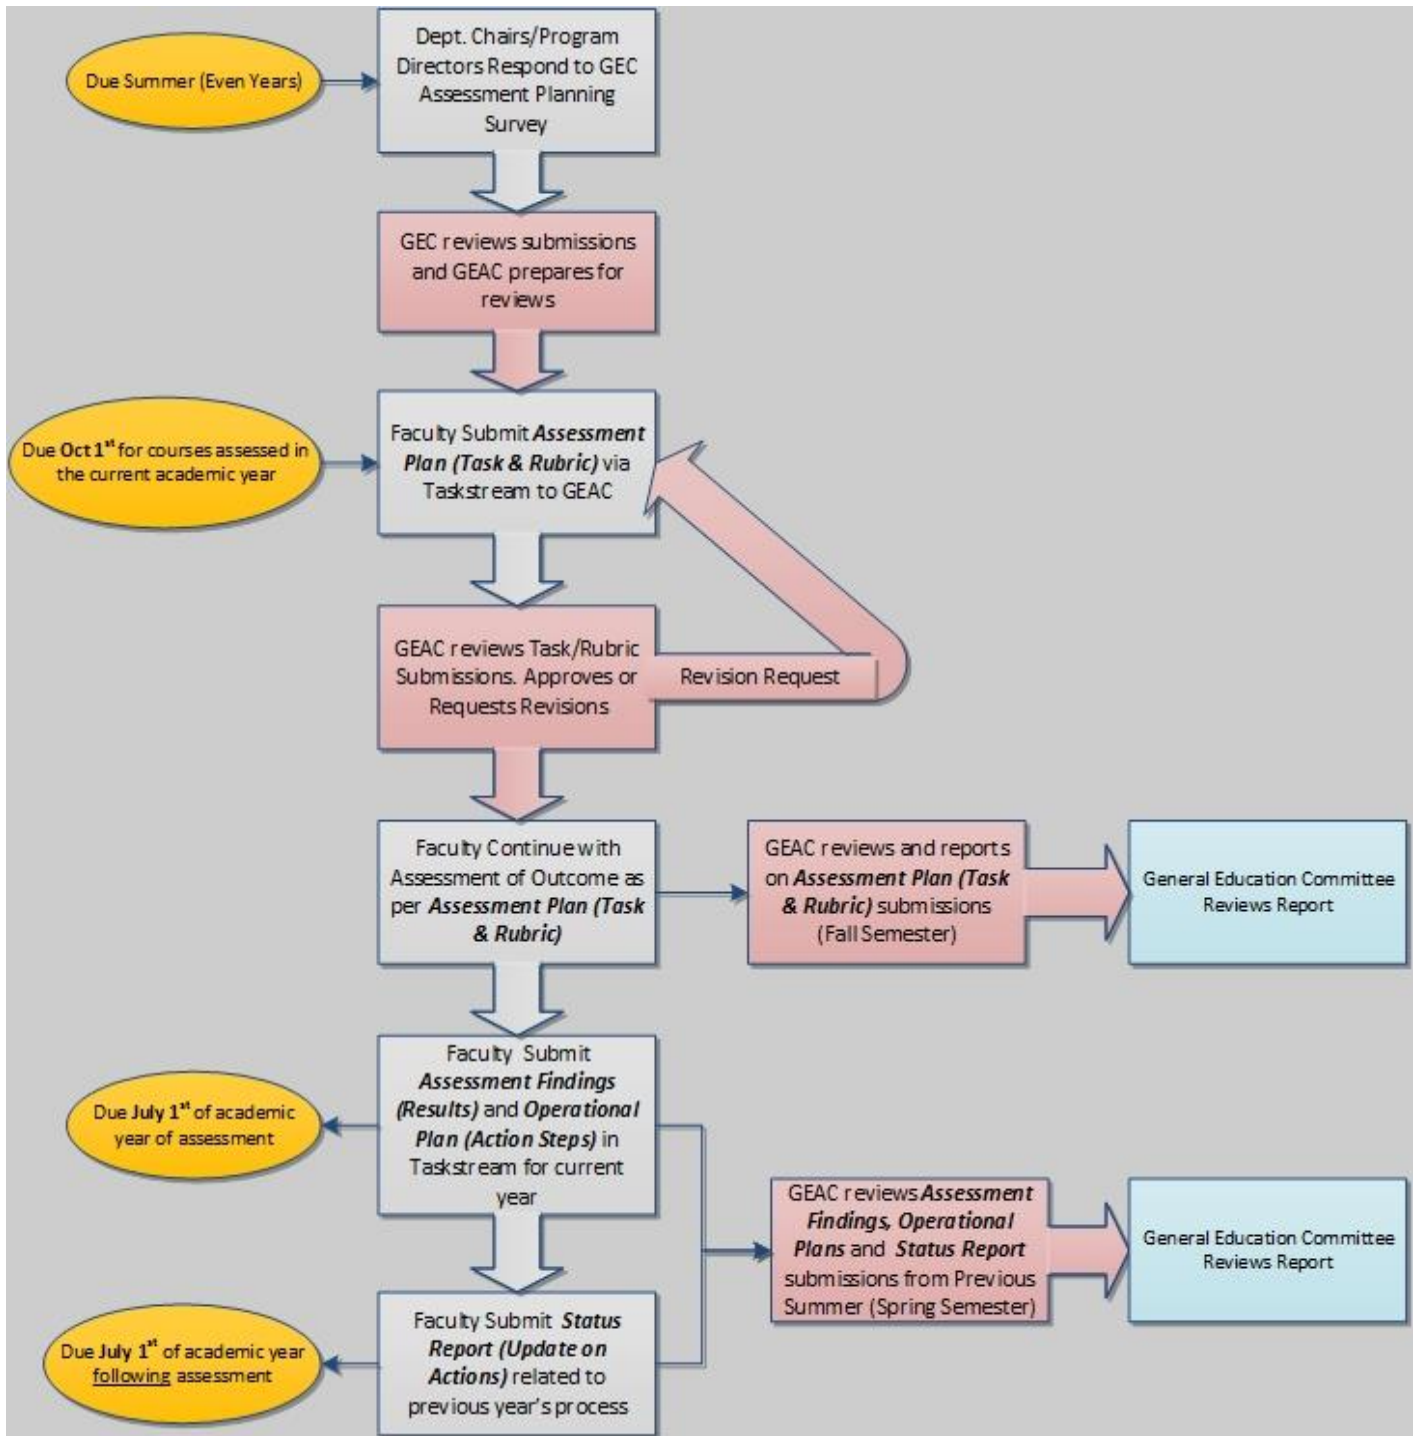 Due Summer (Even Years)
Dept. Chairs/Program
Directors Respond to GEC
Assessment Planning
Survey
GEC reviews submissions
and GEAC prepares for
reviews
Due Oct 1st for courses assessed in
the current academic year
Faculty Submit Assessment
Plan (Task & Rubric) via
Taskstream to GEAC
GEAC reviews Task/Rubric
Submissions. Approves or
Requests Revisions
Revision Request
Faculty Continue with
Assessment of Outcome as
per Assessment Plan (Task
& Rubric)
GEAC reviews and reports
on Assessment Plan (Task
& Rubric) submissions
(Fall Semester)
General Education Committee
Reviews Report
Due July 1st of academic
year of assessment
Faculty Submit
Assessment Findings
(Results) and Operational
Plan (Action Steps) in
Taskstream for current
year
GEAC reviews Assessment
Findings, Operational
Plans and Status Report
submissions from Previous
Summer (Spring Semester)
General Education Committee
Reviews Report
Due July 1st of academic year
following assessment
Faculty Submit Status
Report (Update on
Actions) related to
previous year's process